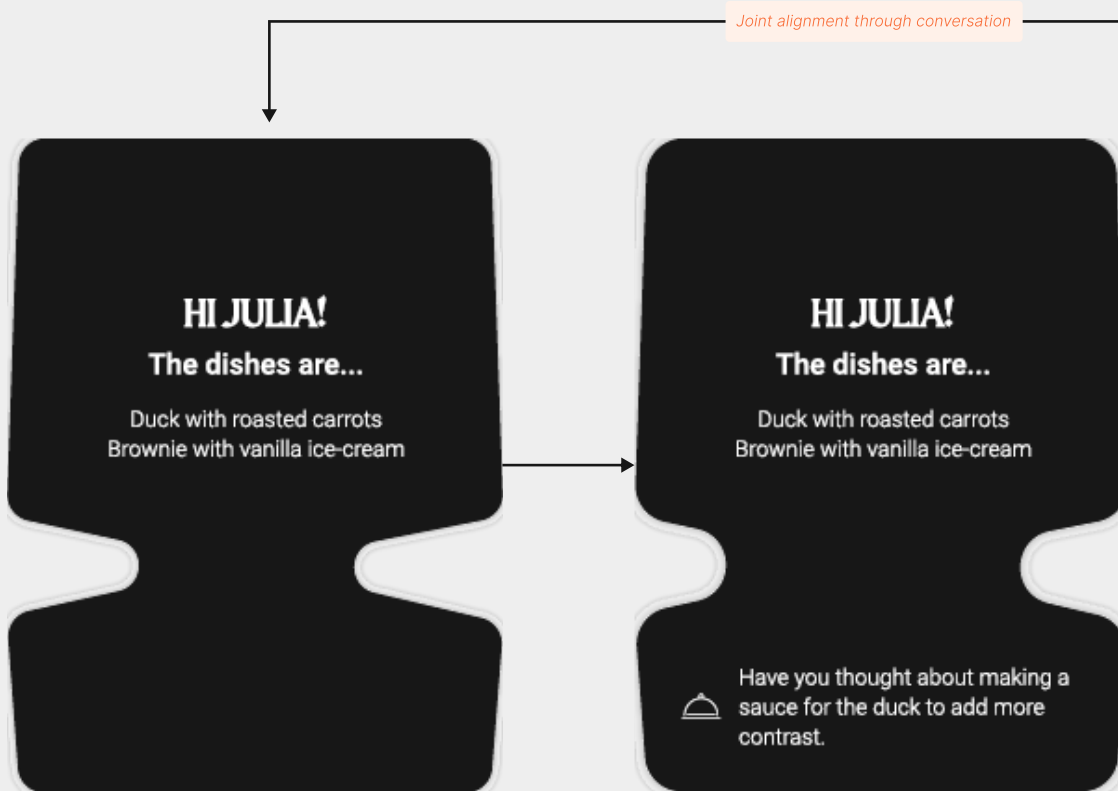 Joint alignment through conversation
HI JULIA!
The dishes are...
Duck with roasted carrots
Brownie with vanilla ice-cream
HI JULIA!
The dishes are...
Duck with roasted carrots
Brownie with vanilla ice-cream
Have you thought about making a
sauce for the duck to add more
contrast.